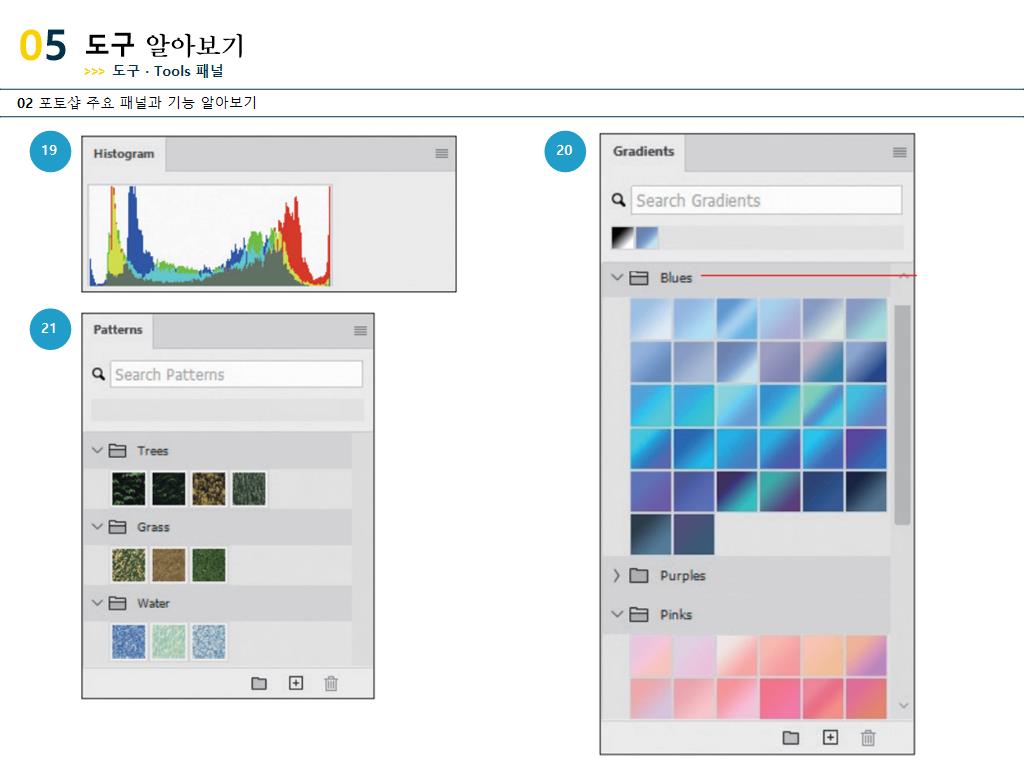 05 도구 알아보기
>>> 도구 · Tools 패널
02 포토샵 주요 패널과 기능 알아보기
19
Histogram
20
Gradients
Search Gradients
Blues
Purples
Pinks
21
Patterns
Search Patterns
Trees
Grass
Water